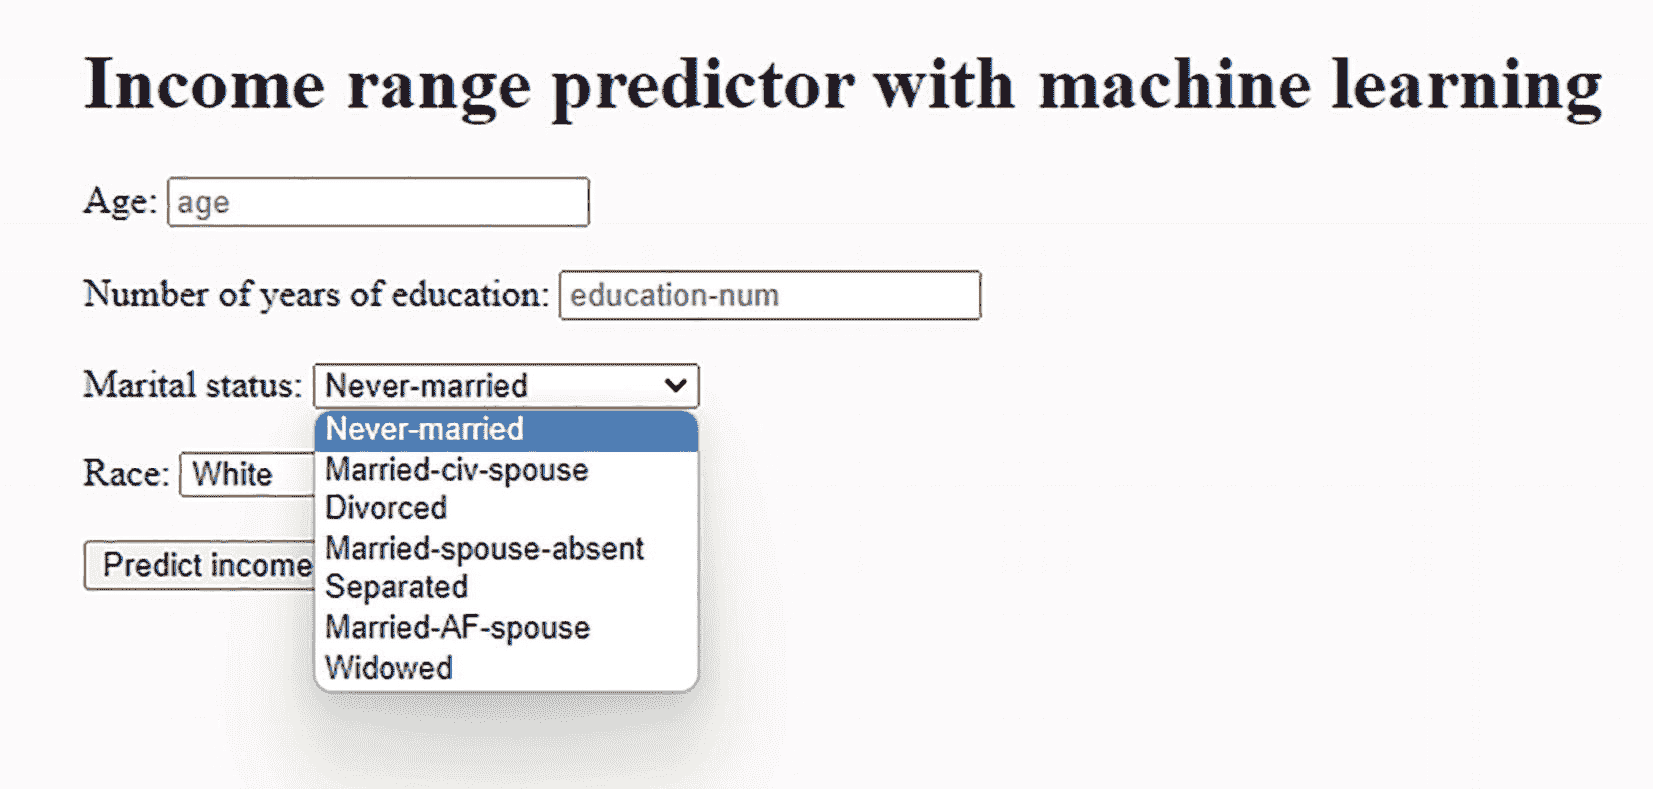 Income range predictor with machine learning
Age: age
Number of years of education: education-num
Marital status: Never-married
Never-married
Race: White
Married-civ-spouse
Divorced
Married-spouse-absent
Predict income
Separated
Married-AF-spouse
Widowed